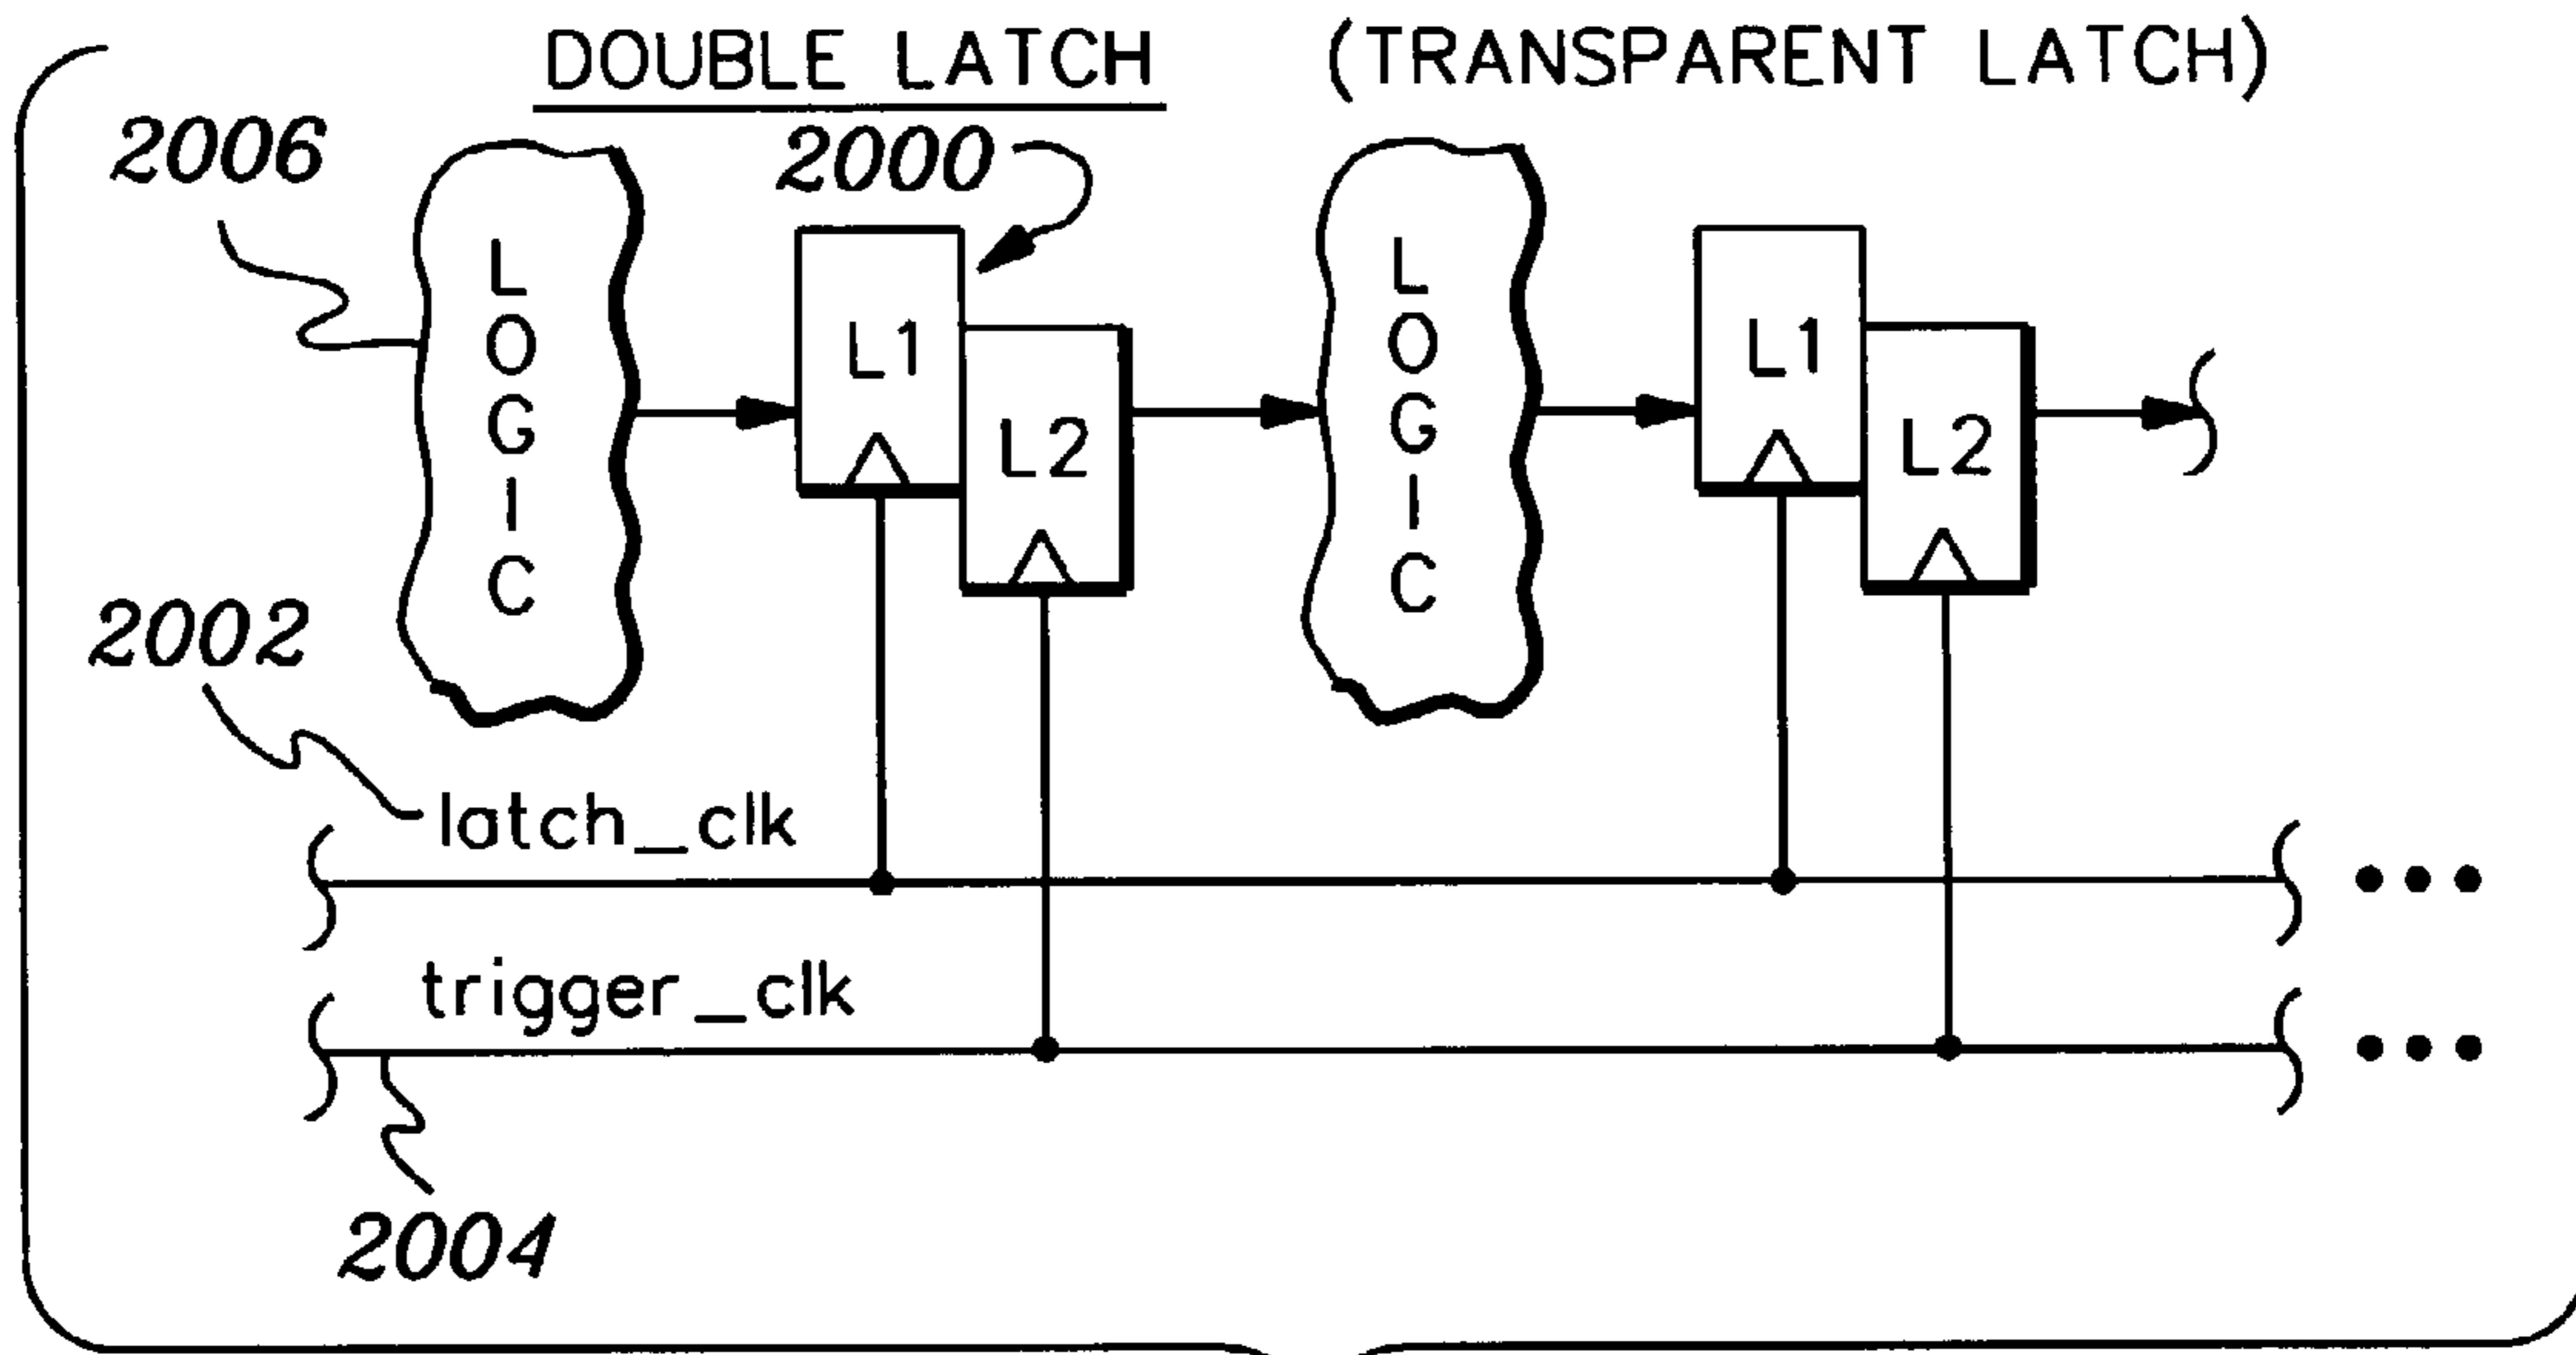 DOUBLE LATCH (TRANSPARENT LATCH)
2006
2000
LOGIC
L1
L2
LOGIC
L1
L2
2002
latch_clk
trigger_clk
2004